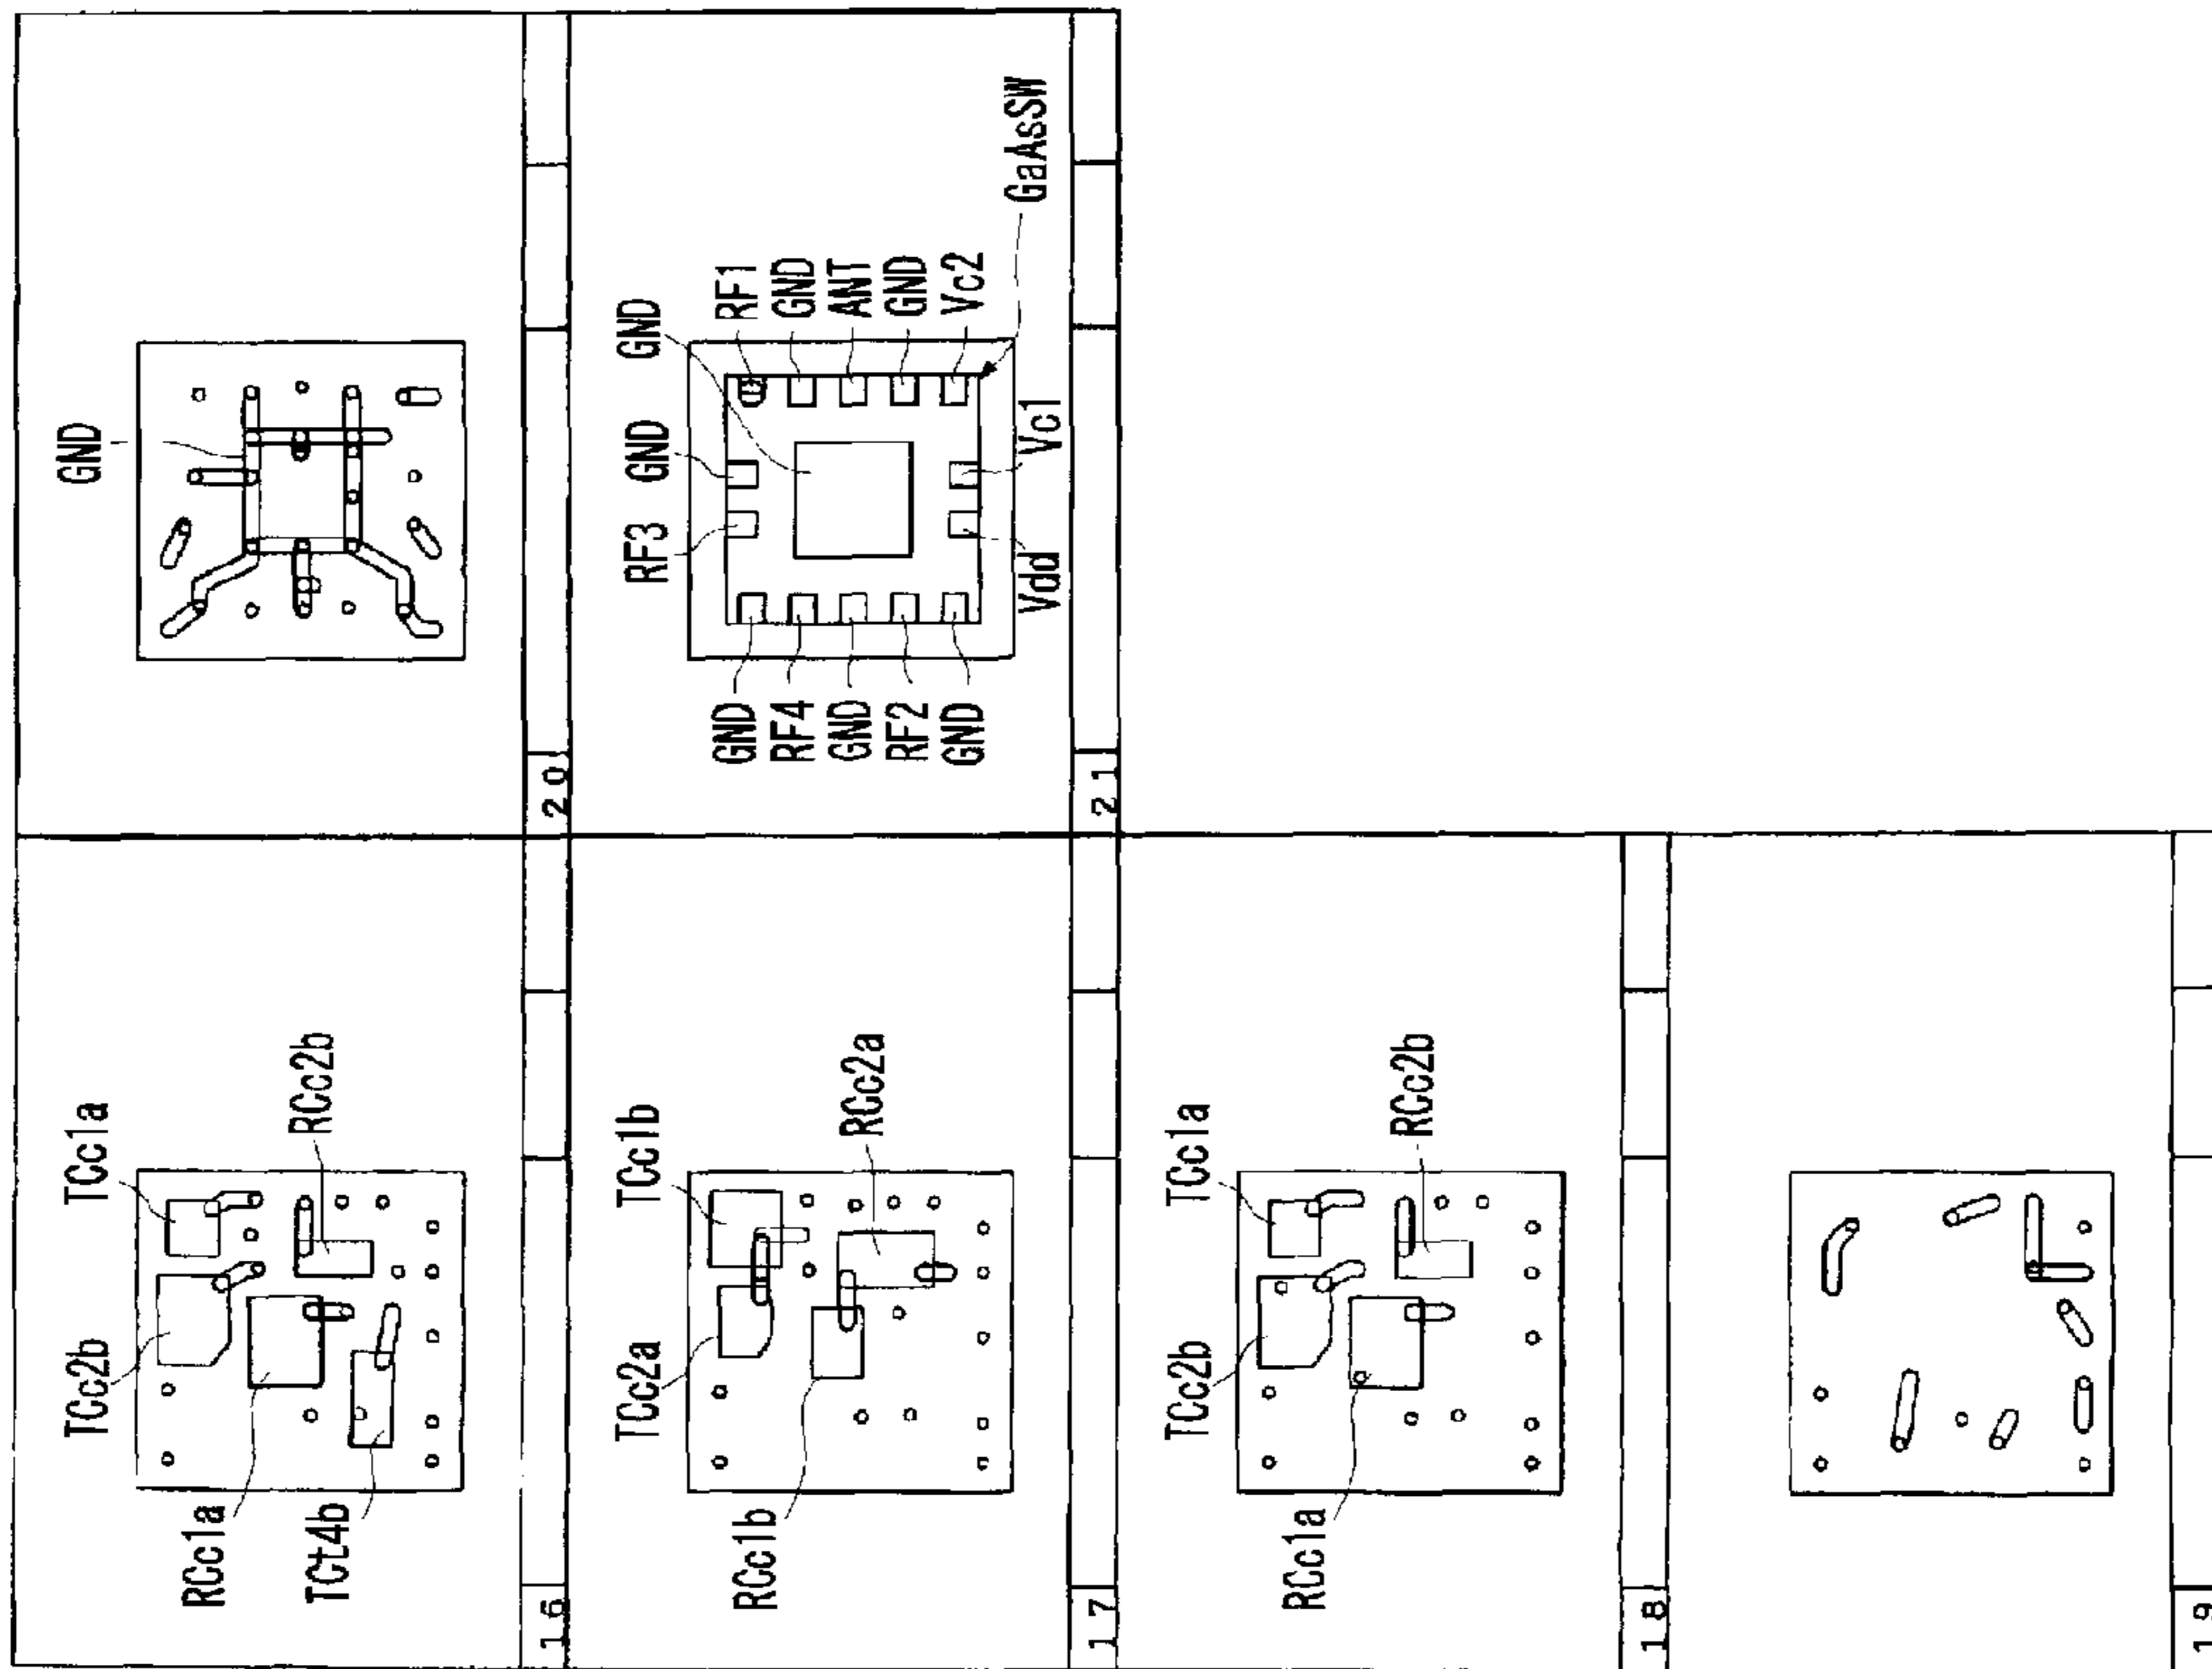 TCc2b
TCc1a
RCc1a
TCt4b
RCc2b
16
TCc2a
TCc1b
RCc1b
RCc2a
17
TCc2b
TCc1a
RCc1a
RCc2b
18
19
GND
20
RF3
GND
GND
GND
RF4
GND
RF2
GND
RF1
GND
ANT
GND
Vc2
Vdd
Vc1
GaAsSW
21